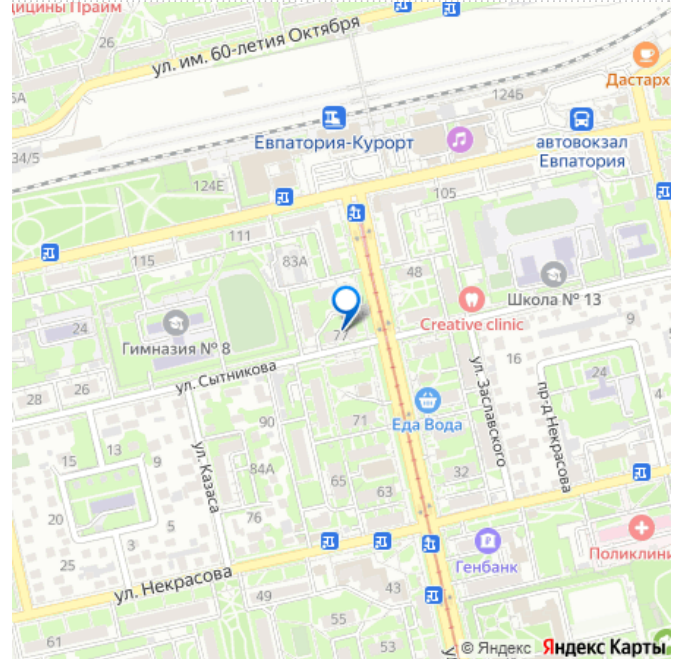 дицины Прайм
26
ул. им. 60-летия Октября
5А
Дастарх
124Б
Евпатория-Курорт
автовокзал
Евпатория
34/5
124Е
105
111
115
83А
48
Школа № 13
24
Гимназия № 8
77
Creative clinic
9
16
ул. Сытникова
ул. Заславского
24
пр-д Некрасова
4
28
26
90
71
Еда Вода
13
15
9
ул. Казаса
84А
65
63
32
20
5
76
3
25
Генбанк
Поликлини
ул. Некрасова
43
49
55
61
53
у
© Яндекс Яндекс Карты